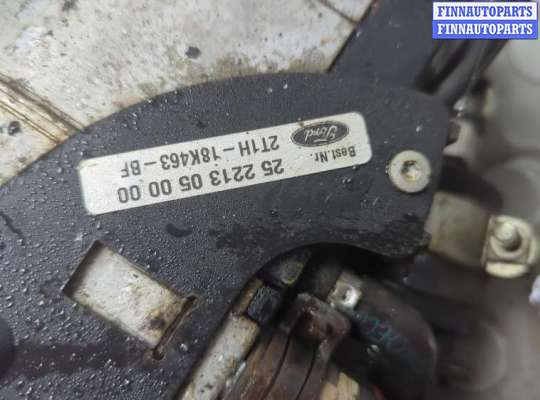 FINNAUTOPARTS
FINNAUTOPARTS
Ford
Best.Nr.
25 2213 05 00 00
2T1H-18K463-BF